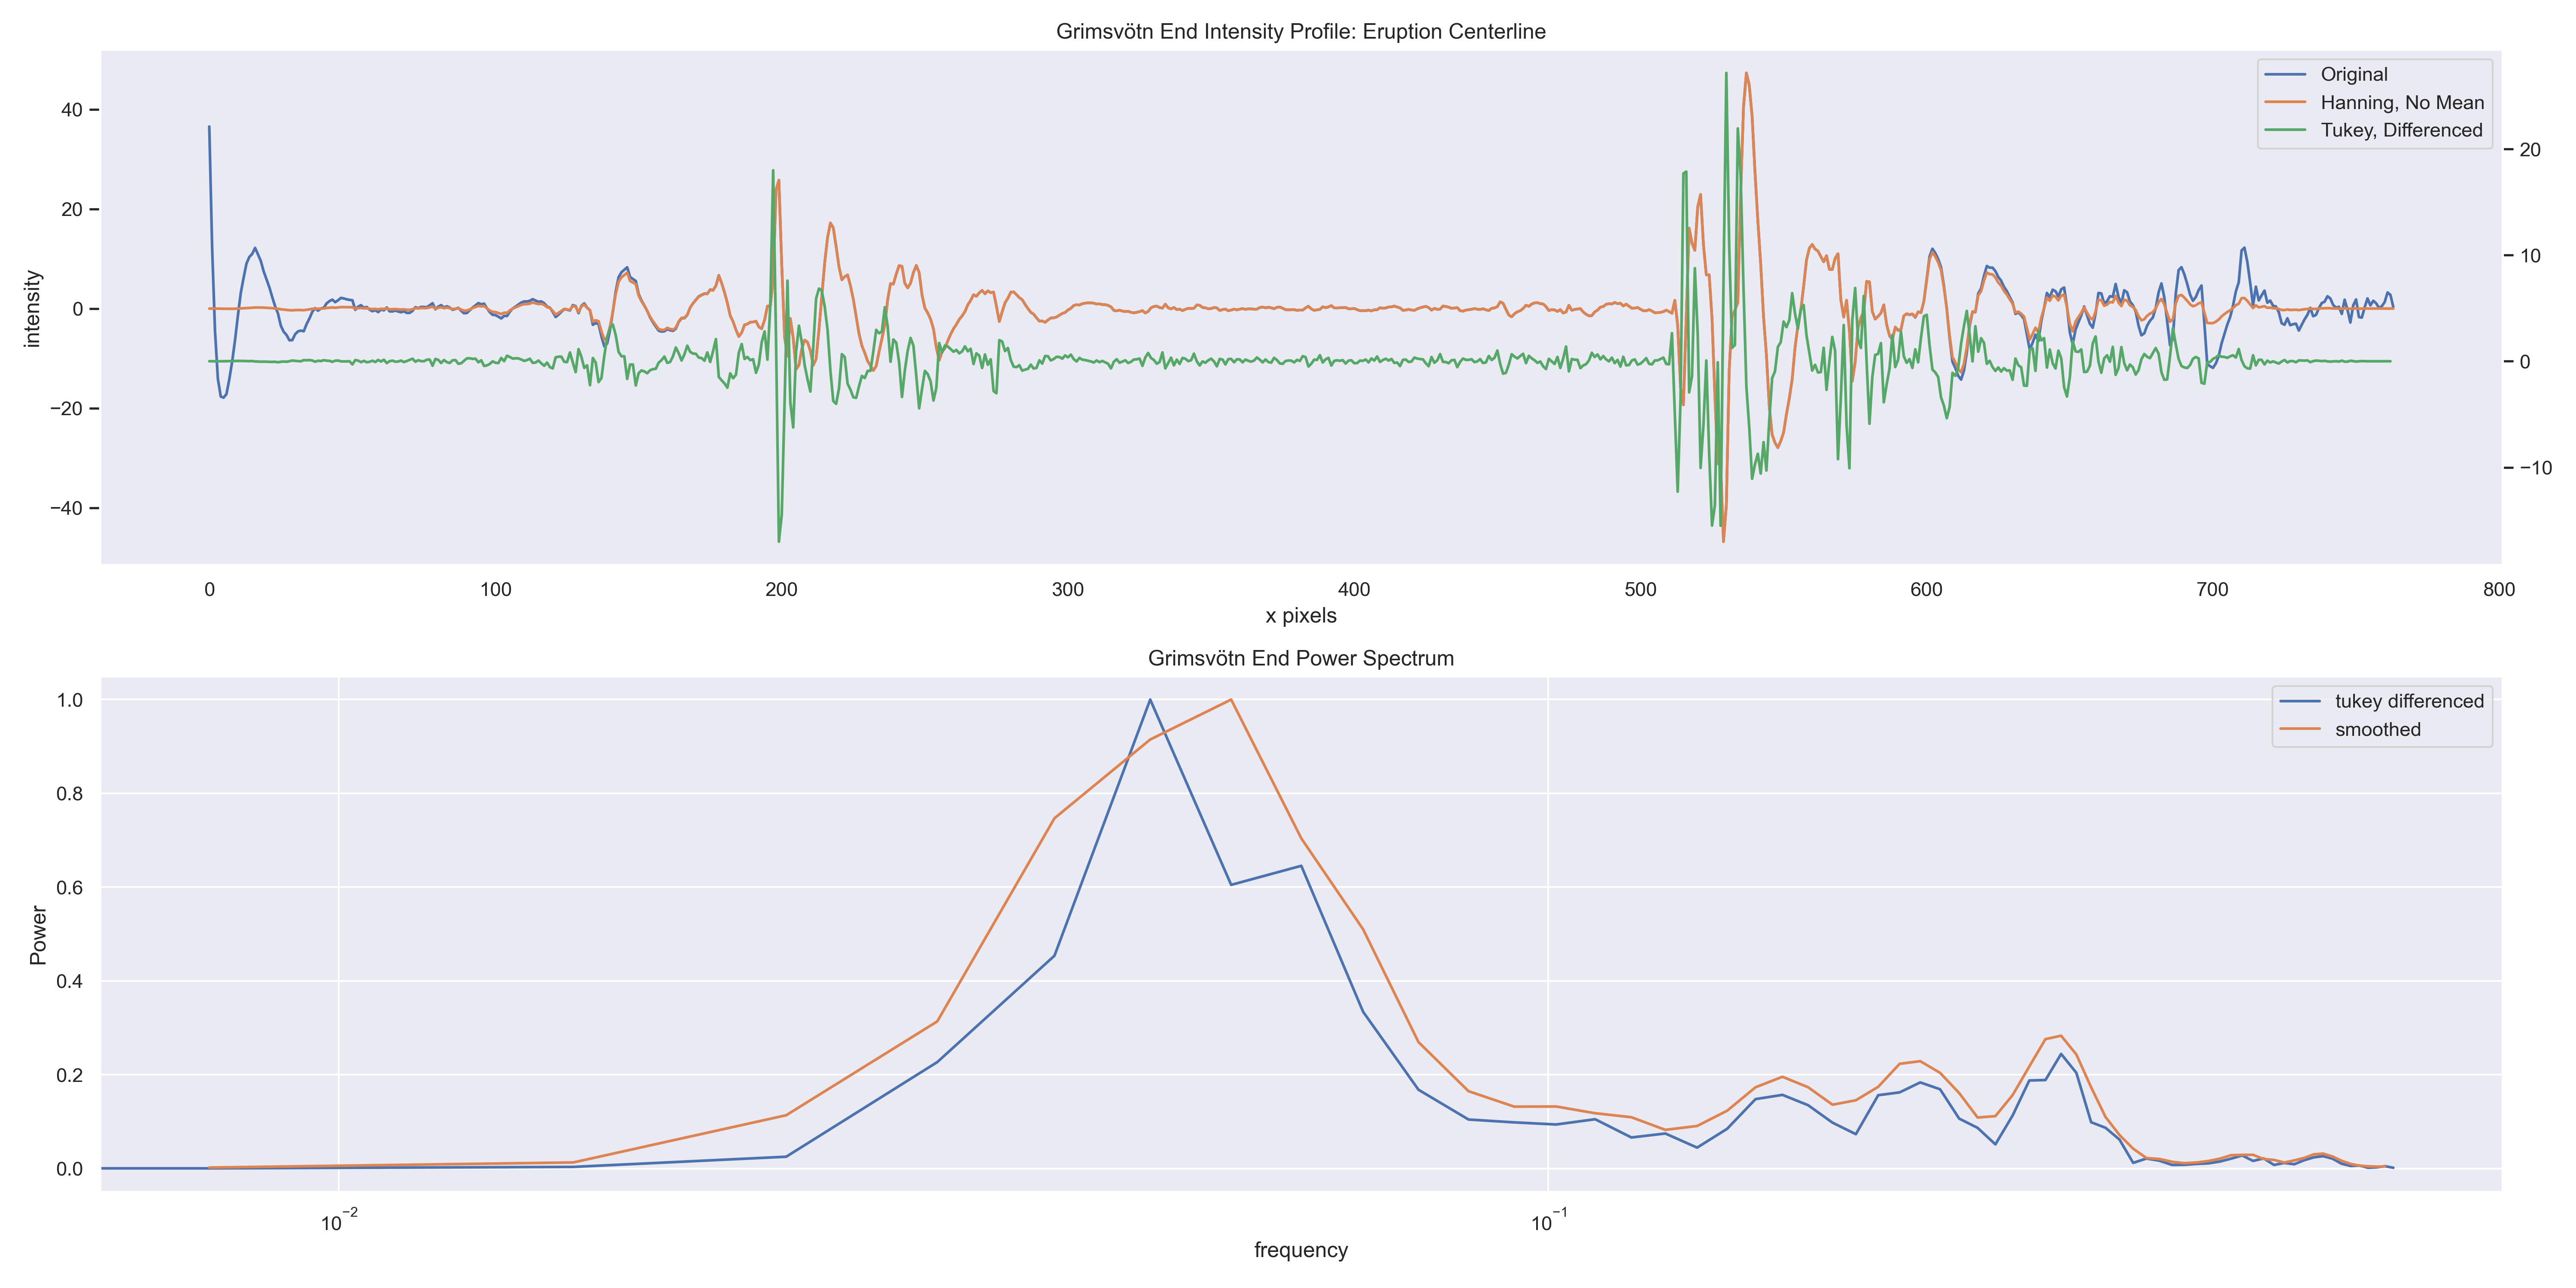 Grimsvötn End Intensity Profile: Eruption Centerline
Original
Hanning, No Mean
Tukey, Differenced
intensity
40
20
0
−20
−40
20
10
0
−10
0 100 200 300 400 500 600 700 800
x pixels
Grimsvötn End Power Spectrum
tukey differenced
smoothed
Power
1.0
0.8
0.6
0.4
0.2
0.0
10⁻² 10⁻¹
frequency